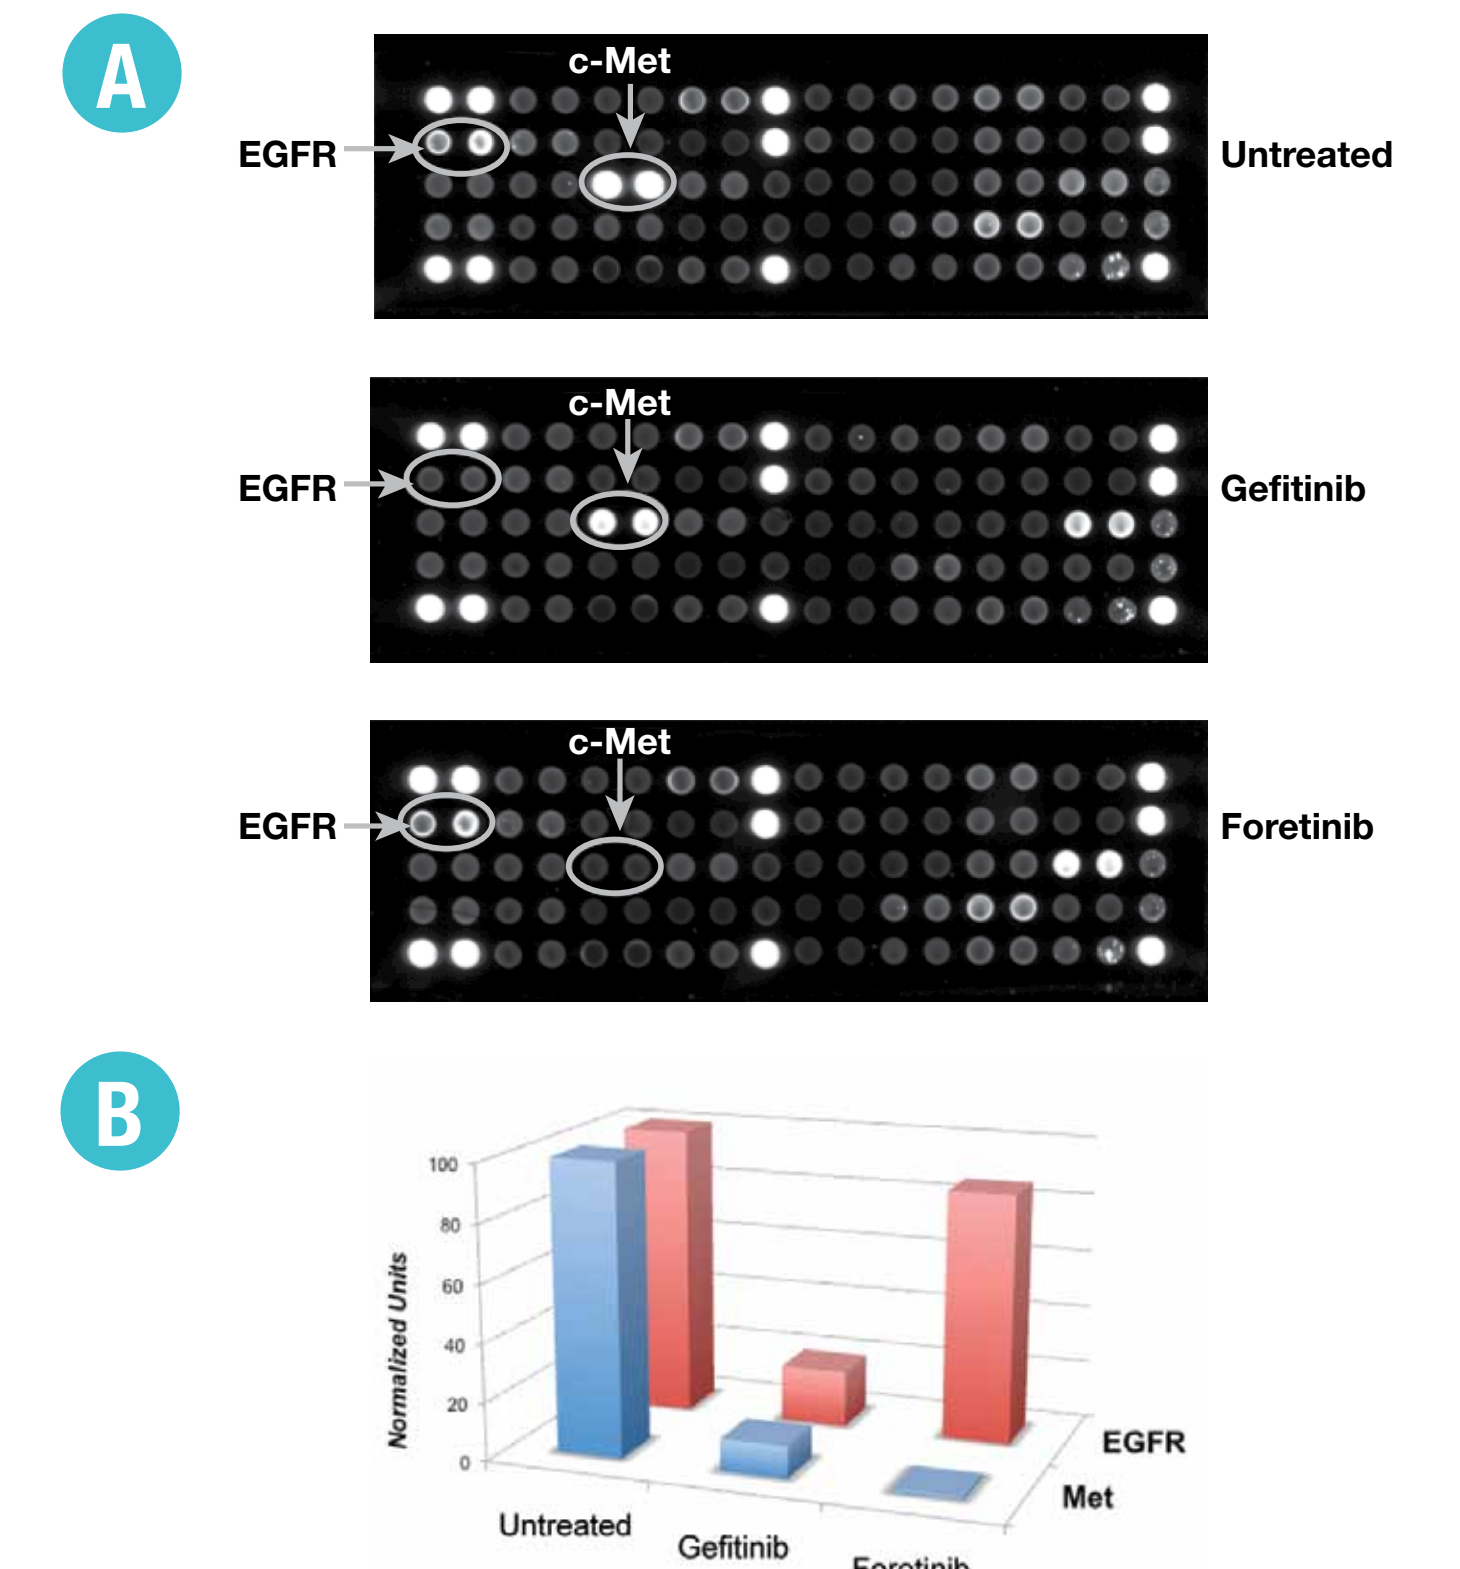 A
c-Met
EGFR
Untreated
c-Met
EGFR
Gefitinib
c-Met
EGFR
Foretinib
B
100
80
60
40
20
0
Normalized Units
EGFR
Met
Untreated
Gefitinib
Foretinib